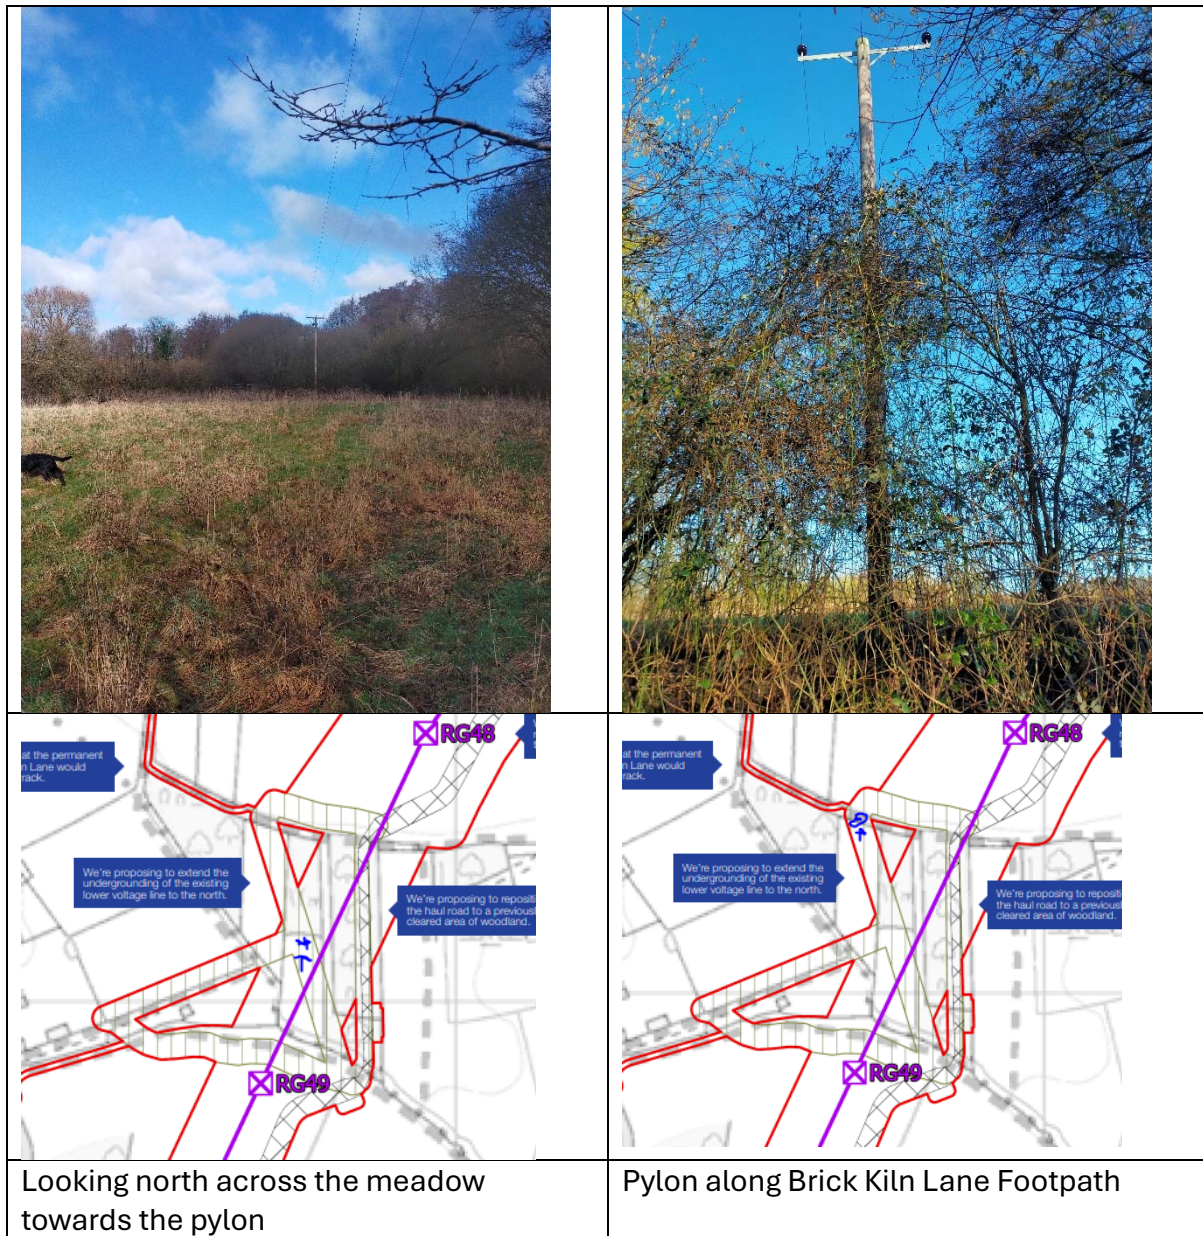 at the permanent
n Lane would
rack.
RG48
We're proposing to extend the
undergrounding of the existing
lower voltage line to the north.
We're proposing to repositi
the haul road to a previousl
cleared area of woodland.
RG49
at the permanent
n Lane would
rack.
RG48
We're proposing to extend the
undergrounding of the existing
lower voltage line to the north.
We're proposing to repositi
the haul road to a previousl
cleared area of woodland.
RG49
Looking north across the meadow
towards the pylon
Pylon along Brick Kiln Lane Footpath